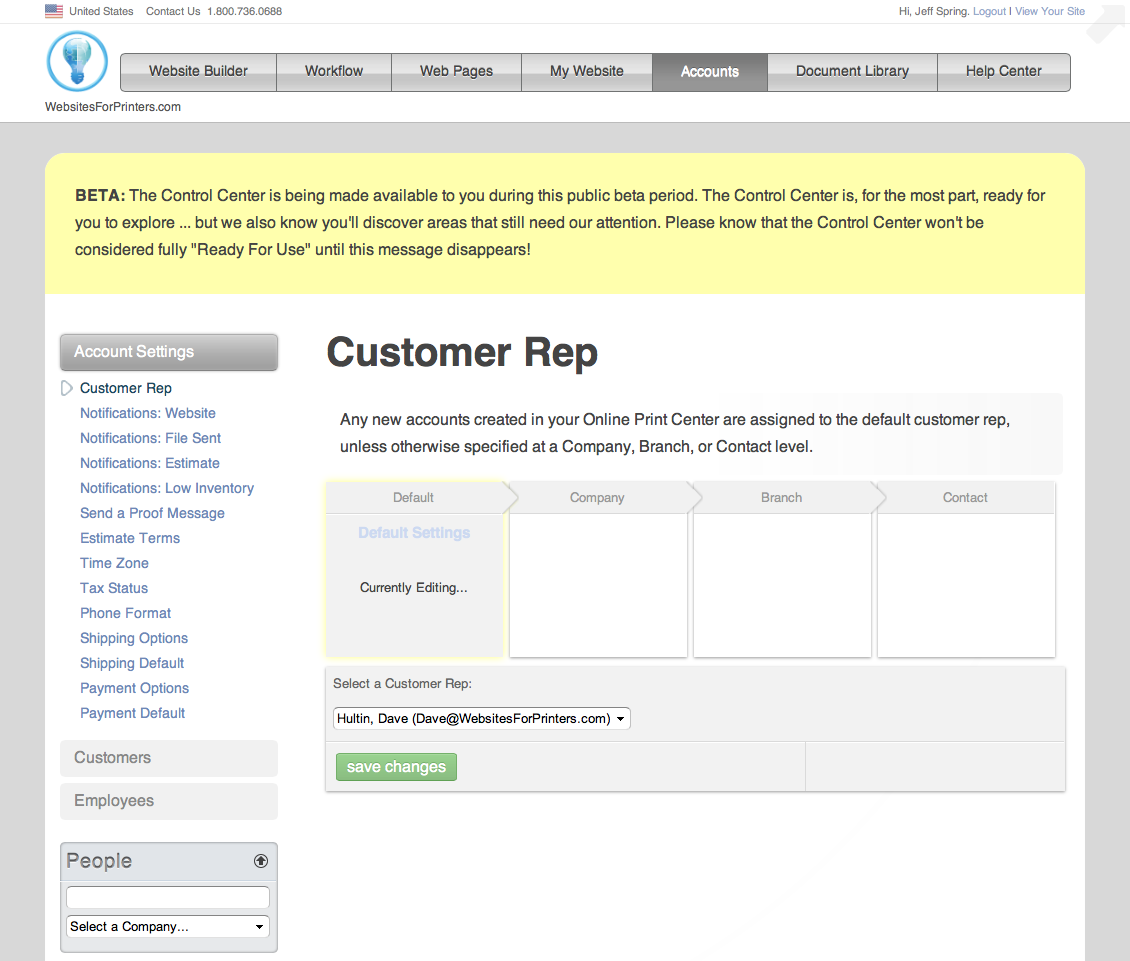 United States Contact Us 1.800.736.0688
Hi, Jeff Spring. Logout | View Your Site
Website Builder Workflow Web Pages My Website Accounts Document Library Help Center
WebsitesForPrinters.com
BETA: The Control Center is being made available to you during this public beta period. The Control Center is, for the most part, ready for
you to explore ... but we also know you'll discover areas that still need our attention. Please know that the Control Center won't be
considered fully "Ready For Use" until this message disappears!
Account Settings
Customer Rep
Notifications: Website
Notifications: File Sent
Notifications: Estimate
Notifications: Low Inventory
Send a Proof Message
Estimate Terms
Time Zone
Tax Status
Phone Format
Shipping Options
Shipping Default
Payment Options
Payment Default
Customers
Employees
People
Select a Company...
Customer Rep
Any new accounts created in your Online Print Center are assigned to the default customer rep,
unless otherwise specified at a Company, Branch, or Contact level.
Default Company Branch Contact
Default Settings
Currently Editing...
Select a Customer Rep:
Hultin, Dave (Dave@WebsitesForPrinters.com)
save changes